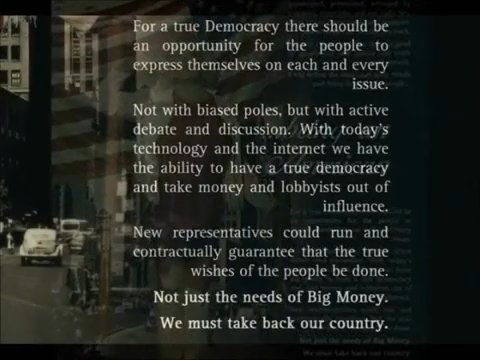 For a true Democracy there should be
an opportunity for the people to
express themselves on each and every
issue.
Not with biased poles, but with active
debate and discussion. With today's
technology and the internet we have
the ability to have a true democracy
and take money and lobbyists out of
influence.
New representatives could run and
contractually guarantee that the true
wishes of the people be done.
Not just the needs of Big Money.
We must take back our country.